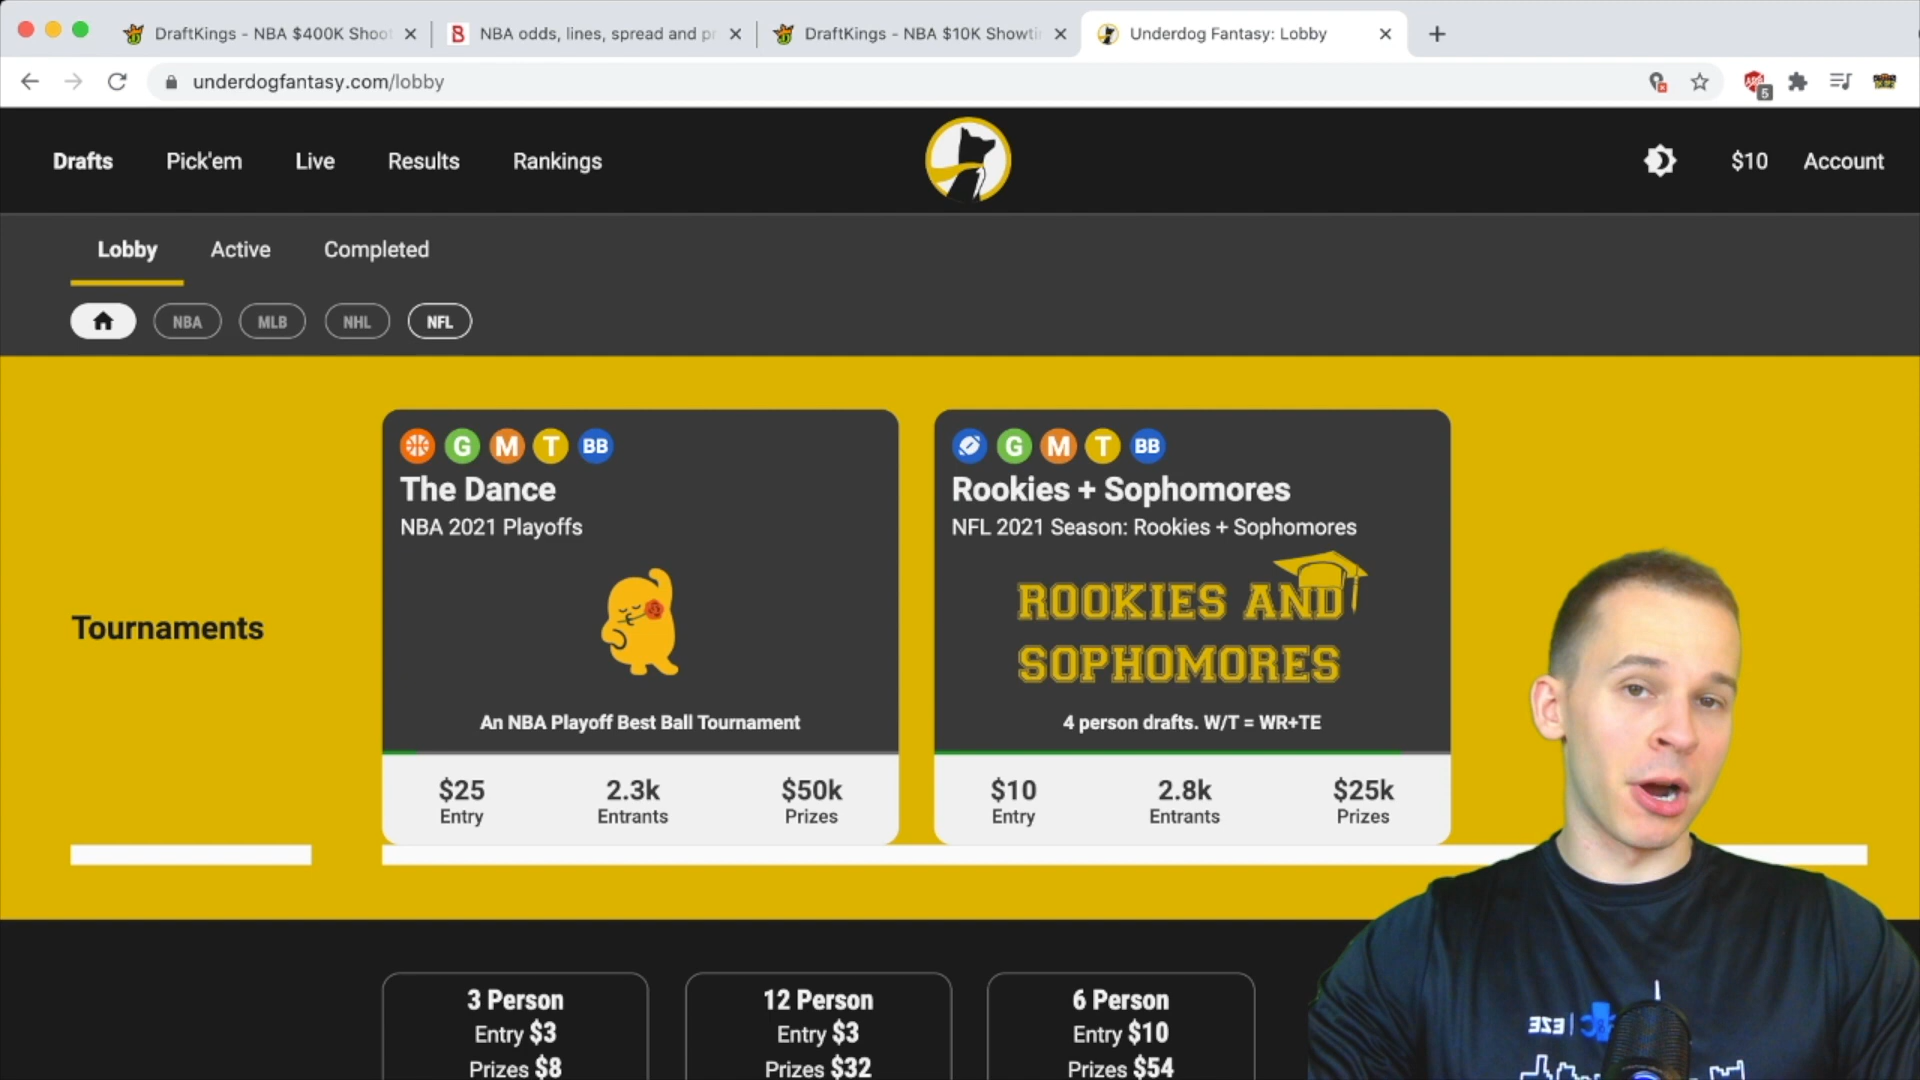 DraftKings - NBA $400K Shoot
NBA odds, lines, spread and pr
DraftKings - NBA $10K Showti
Underdog Fantasy: Lobby
underdogfantasy.com/lobby
5
Drafts
Pick'em
Live
Results
Rankings
$10
Account
Lobby
Active
Completed
NBA
MLB
NHL
NFL
Tournaments
G M T BB
The Dance
NBA 2021 Playoffs
An NBA Playoff Best Ball Tournament
$25
Entry
2.3k
Entrants
$50k
Prizes
G M T BB
Rookies + Sophomores
NFL 2021 Season: Rookies + Sophomores
ROOKIES AND
SOPHOMORES
4 person drafts. W/T = WR+TE
$10
Entry
2.8k
Entrants
$25k
Prizes
3 Person
Entry $3
Prizes $8
12 Person
Entry $3
Prizes $32
6 Person
Entry $10
Prizes $54